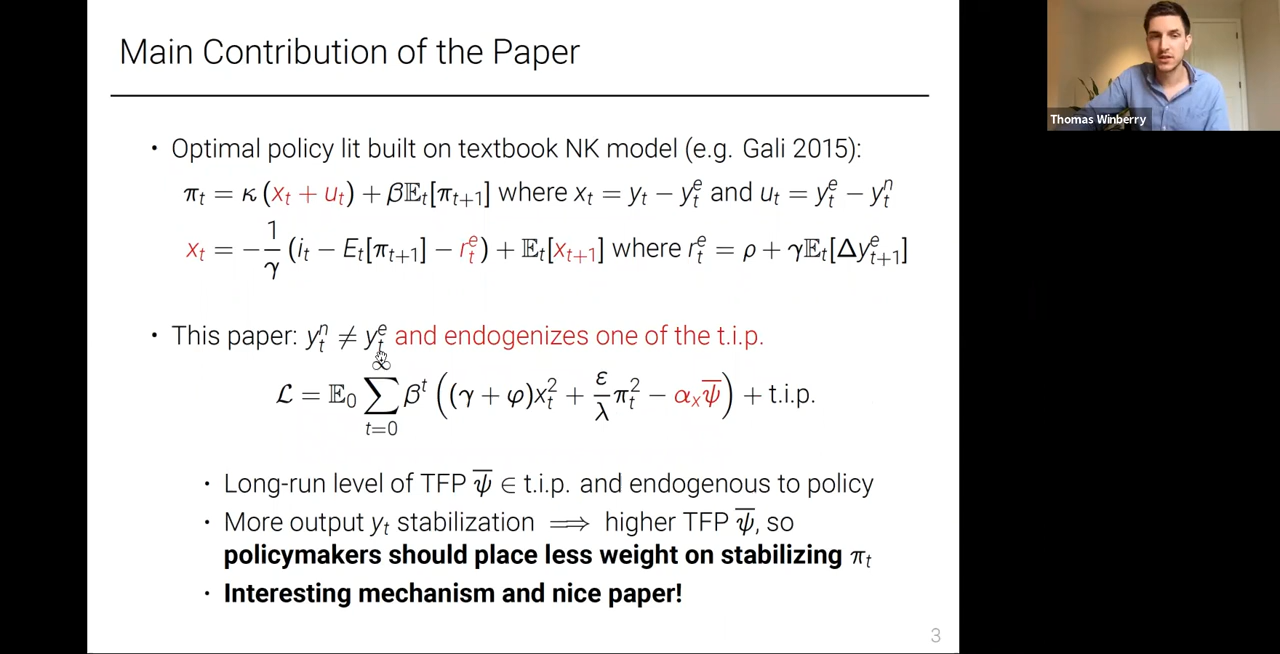 Main Contribution of the Paper
Thomas Winberry
• Optimal policy lit built on textbook NK model (e.g. Gali 2015):
πₜ = κ (xₜ + uₜ) + β𝔼ₜ[πₜ₊₁] where xₜ = yₜ − yₜᵉ and uₜ = yₜᵉ − yₜⁿ
xₜ = −1/γ (iₜ − Eₜ[πₜ₊₁] − rₜᵉ) + 𝔼ₜ[xₜ₊₁] where rₜᵉ = ρ + γ𝔼ₜ[Δyᵉₜ₊₁]
• This paper: yₜⁿ ≠ yₜᵉ and endogenizes one of the t.i.p.
ℒ = 𝔼₀ ∑_{t=0}^{∞} βᵗ ((γ + φ)xₜ² + ε/λ πₜ² − αₓψ̅) + t.i.p.
• Long-run level of TFP ψ̅ ∈ t.i.p. and endogenous to policy
• More output yₜ stabilization ⟹ higher TFP ψ̅, so
policymakers should place less weight on stabilizing πₜ
• Interesting mechanism and nice paper!
3